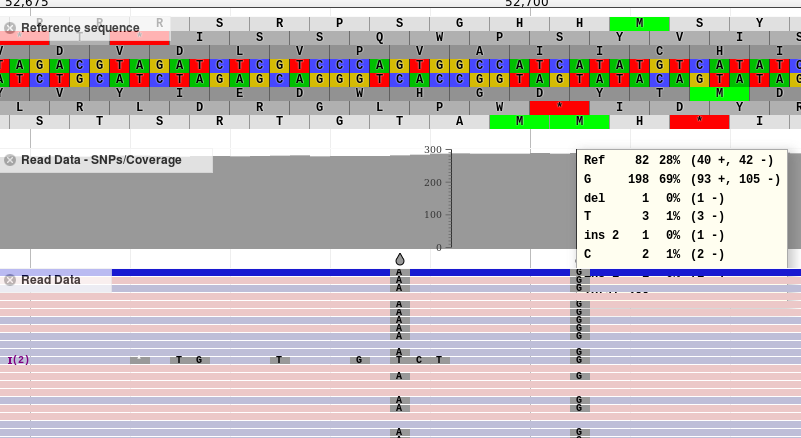 52,675 52,700
Reference sequence
S R P S G H H M S Y
I S S Q W P S Y V I S
V D V D L V P V A I I C H I
T A G A C G T A G A T C T C G T C C C A G T G G C C A T C A T A T G T C A T A T C
A T C T G C A T C T A G A G C A G G G T C A C C G G T A G T A T A C A G T A T A G
Y V Y I E D W H G D Y T M D
L R L D R G L P W * I D Y R
S T S R T G T A M M H * I
Read Data - SNPs/Coverage
300
200
100
0
Ref 82 28% (40 +, 42 -)
G 198 69% (93 +, 105 -)
del 1 0% (1 -)
T 3 1% (3 -)
ins 2 1 0% (1 -)
C 2 1% (2 -)
Read Data
A
A G
A G
A G
A G
A G
A G
A G
A G
I(2) T G T G T C T G
A G
A G
A G
A G